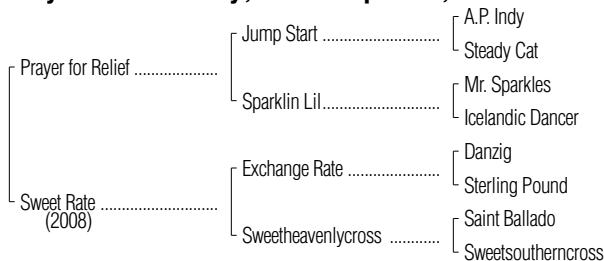 A.P. Indy
Jump Start ........................
Steady Cat
Prayer for Relief .................
Mr. Sparkles
Sparklin Lil........................
Icelandic Dancer
Danzig
Exchange Rate ....................
Sterling Pound
Sweet Rate ........................
(2008)
Saint Ballado
Sweetheavenlycross ............
Sweetsoutherncross